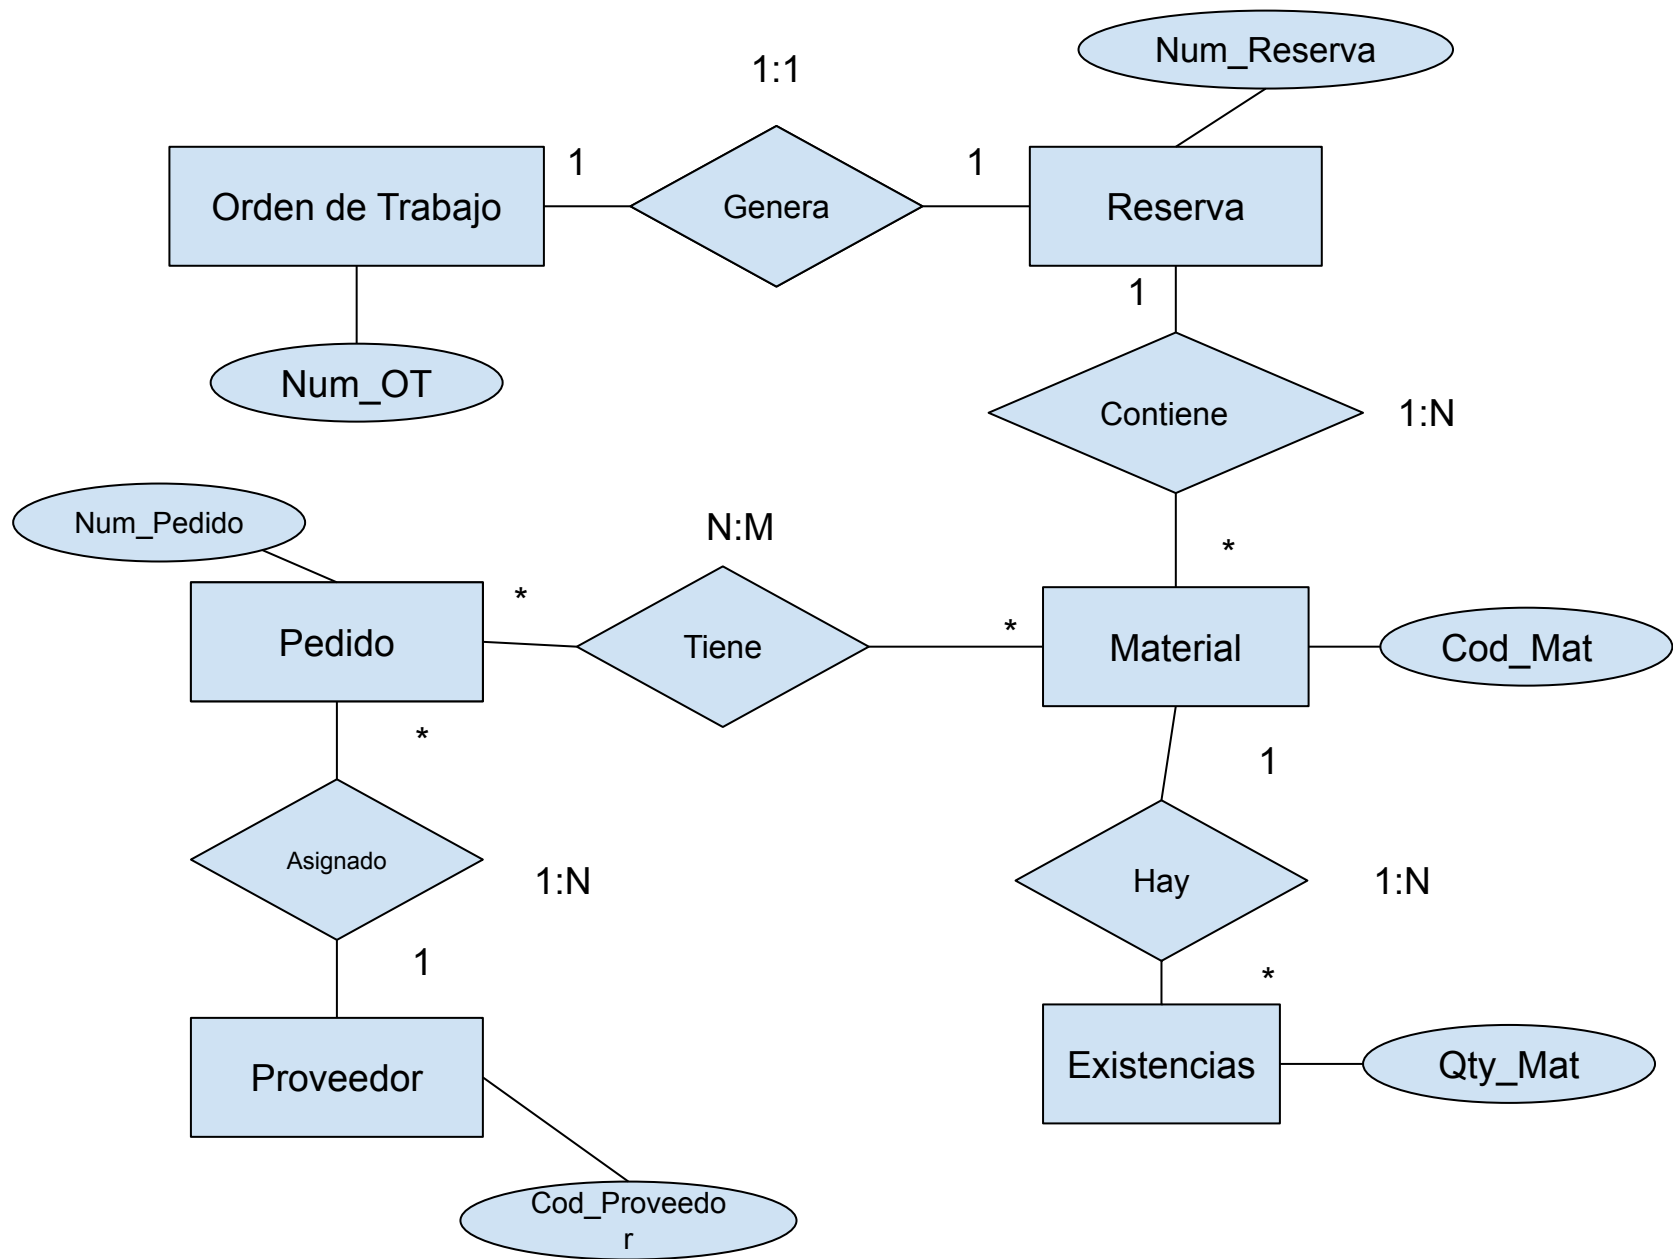 Num_Reserva
1:1
Orden de Trabajo
1
Genera
1
Reserva
1
Num_OT
Contiene
1:N
Num_Pedido
N:M
*
Pedido
*
Tiene
*
Material
Cod_Mat
*
1
Asignado
1:N
Hay
1:N
1
*
Proveedor
Existencias
Qty_Mat
Cod_Proveedo
r